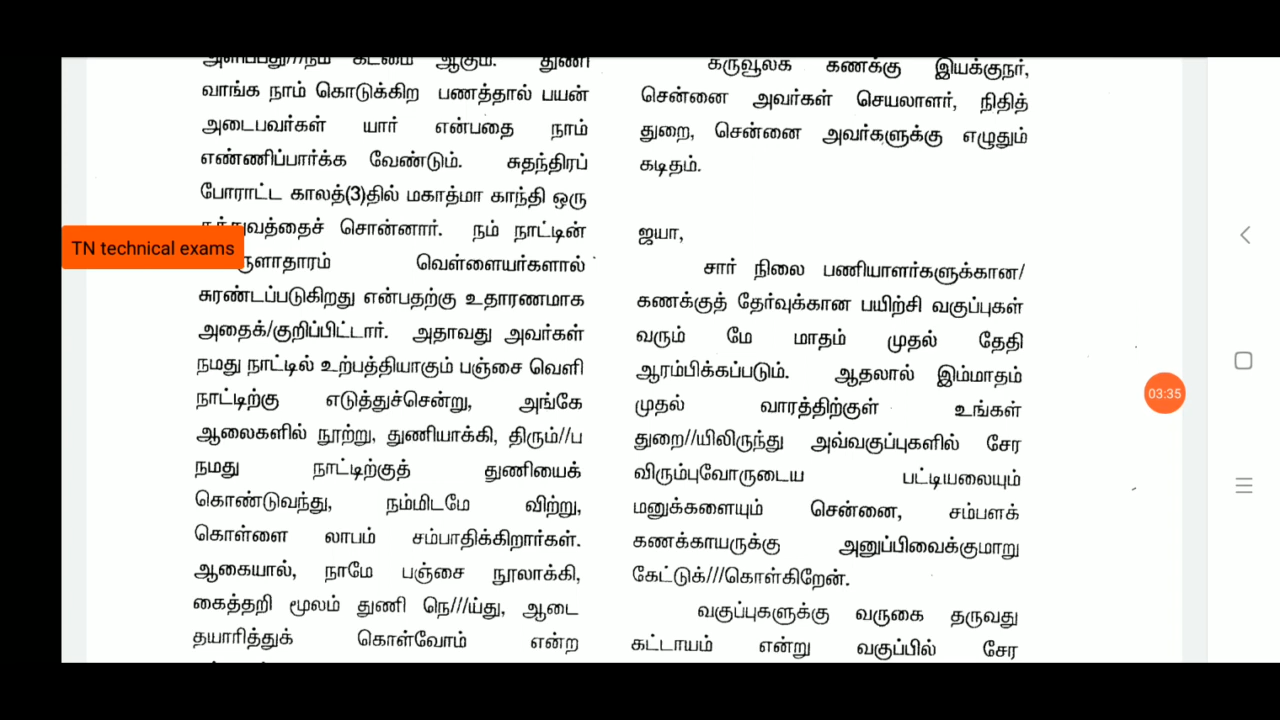 நம் கடமை ஆகும். துணி
வாங்க நாம் கொடுக்கிற பணத்தால் பயன்
அடைபவர்கள் யார் என்பதை நாம்
எண்ணிப்பார்க்க வேண்டும். சுதந்திரப்
போராட்ட காலத்(3)தில் மகாத்மா காந்தி ஒரு
சொன்னார். நம் நாட்டின்
வெள்ளையர்களால்
சுரண்டப்படுகிறது என்பதற்கு உதாரணமாக
அதைக்/குறிப்பிட்டார். அதாவது அவர்கள்
நமது நாட்டில் உற்பத்தியாகும் பஞ்சை வெளி
நாட்டிற்கு எடுத்துச்சென்று, அங்கே
ஆலைகளில் நூற்று, துணியாக்கி, திரும்//ப
நமது நாட்டிற்குத் துணியைக்
கொண்டுவந்து, நம்மிடமே விற்று,
கொள்ளை லாபம் சம்பாதிக்கிறார்கள்.
ஆகையால், நாமே பஞ்சை நூலாக்கி,
கைத்தறி மூலம் துணி நெ///ய்து, ஆடை
தயாரித்துக் கொள்வோம் என்ற
TN technical exams
கருவூலக கணக்கு இயக்குநர்,
சென்னை அவர்கள் செயலாளர், நிதித்
துறை, சென்னை அவர்களுக்கு எழுதும்
கடிதம்.
ஐயா,
சார் நிலை பணியாளர்களுக்கான/
கணக்குத் தேர்வுக்கான பயிற்சி வகுப்புகள்
வரும் மே மாதம் முதல் தேதி
ஆரம்பிக்கப்படும். ஆதலால் இம்மாதம்
முதல் வாரத்திற்குள் உங்கள்
துறை//யிலிருந்து அவ்வகுப்புகளில் சேர
விரும்புவோருடைய பட்டியலையும்
மனுக்களையும் சென்னை, சம்பளக்
கணக்காயருக்கு அனுப்பிவைக்குமாறு
கேட்டுக்///கொள்கிறேன்.
வகுப்புகளுக்கு வருகை தருவது
கட்டாயம் என்று வகுப்பில் சேர
03:35